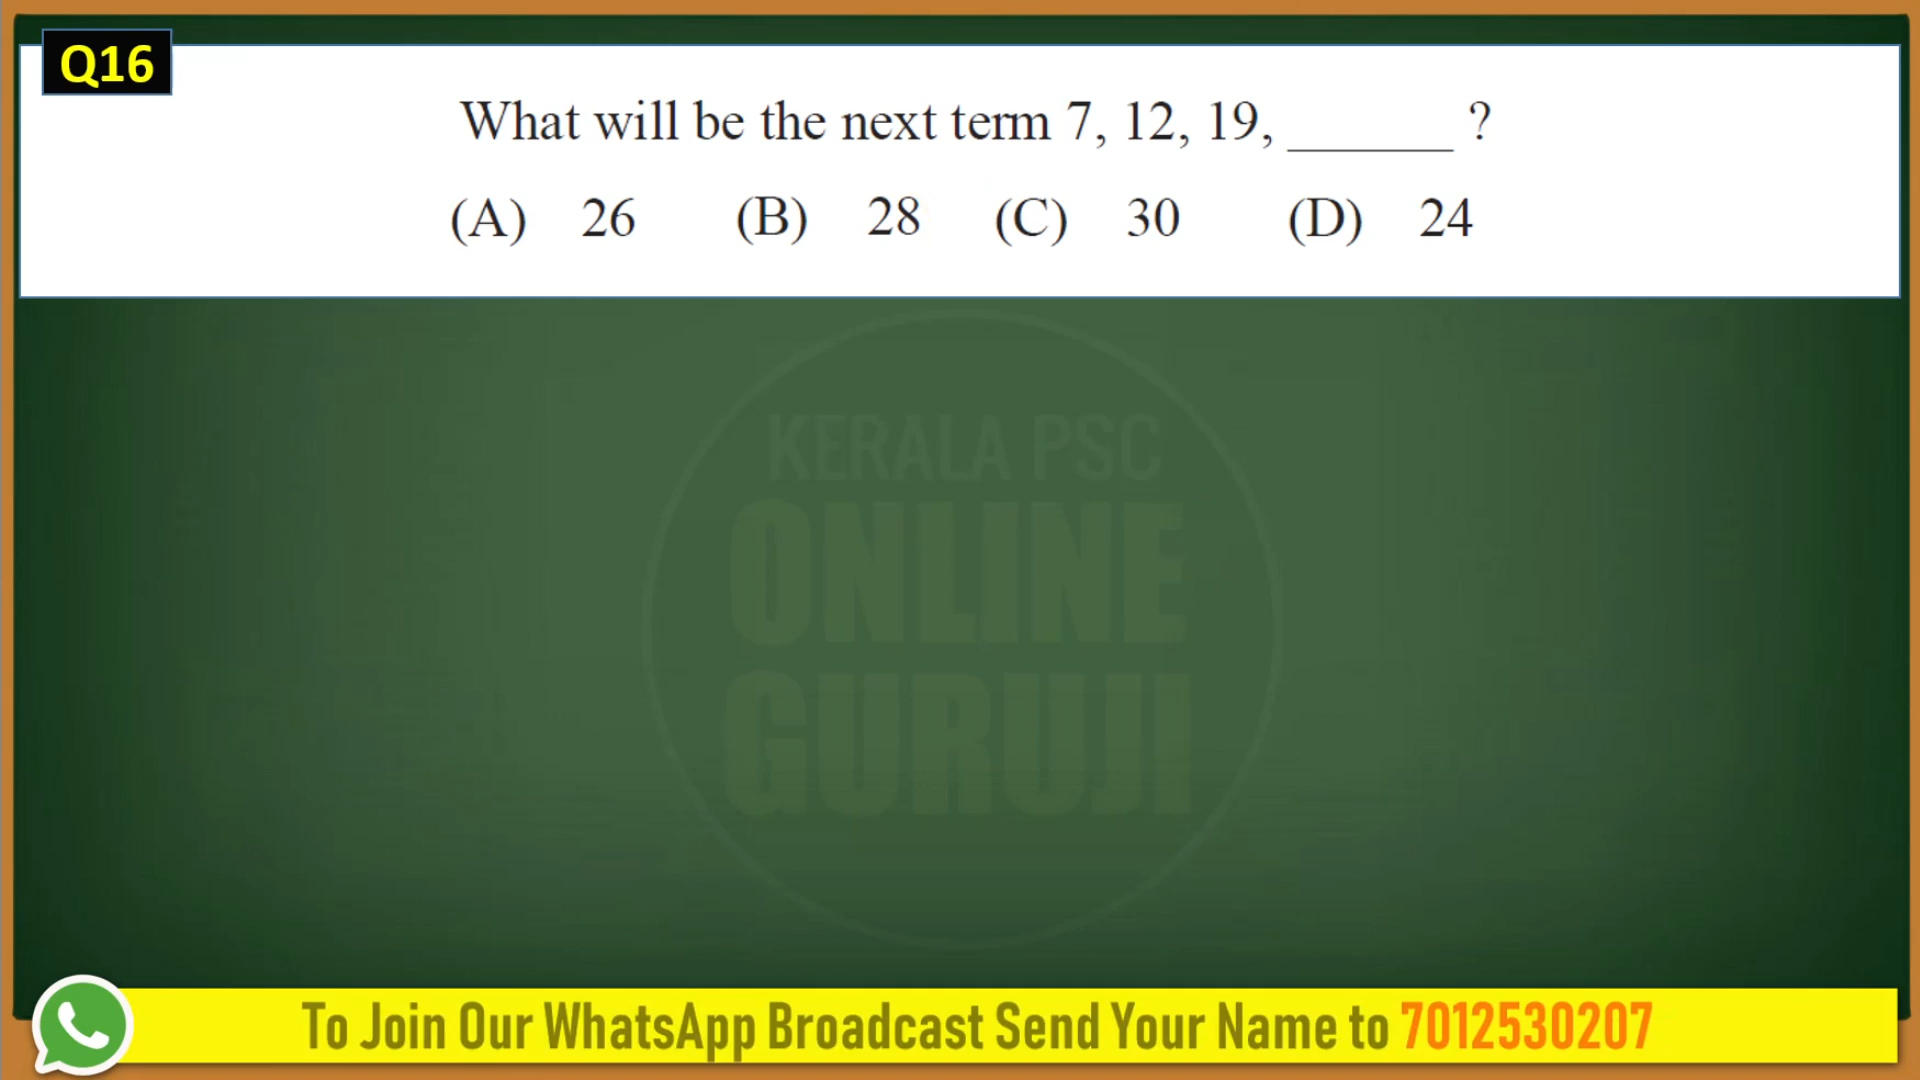 Q16
What will be the next term 7, 12, 19, ______ ?
(A) 26 (B) 28 (C) 30 (D) 24
KERALA PSC
ONLINE
GURUJI
To Join Our WhatsApp Broadcast Send Your Name to 7012530207